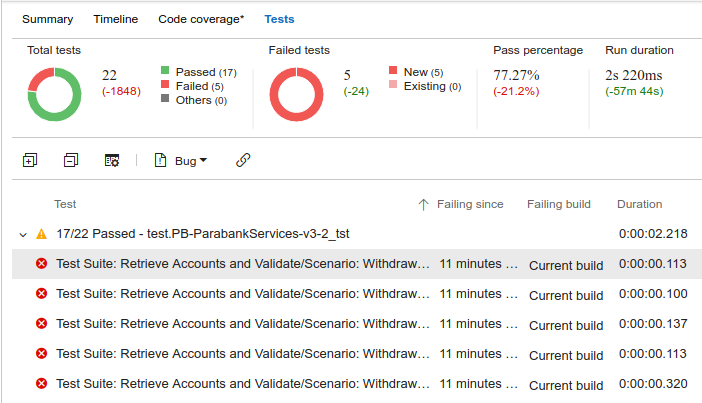 Summary Timeline Code coverage* Tests
Total tests Failed tests Pass percentage Run duration
22 Passed (17) 5 New (5) 77.27% 2s 220ms
(-1848) Failed (5) (-24) Existing (0) (-21.2%) (-57m 44s)
Others (0)
Bug
Test Failing since Failing build Duration
17/22 Passed - test.PB-ParabankServices-v3-2_tst 0:00:02.218
Test Suite: Retrieve Accounts and Validate/Scenario: Withdraw... 11 minutes ... Current build 0:00:00.113
Test Suite: Retrieve Accounts and Validate/Scenario: Withdraw... 11 minutes ... Current build 0:00:00.100
Test Suite: Retrieve Accounts and Validate/Scenario: Withdraw... 11 minutes ... Current build 0:00:00.137
Test Suite: Retrieve Accounts and Validate/Scenario: Withdraw... 11 minutes ... Current build 0:00:00.113
Test Suite: Retrieve Accounts and Validate/Scenario: Withdraw... 11 minutes ... Current build 0:00:00.320